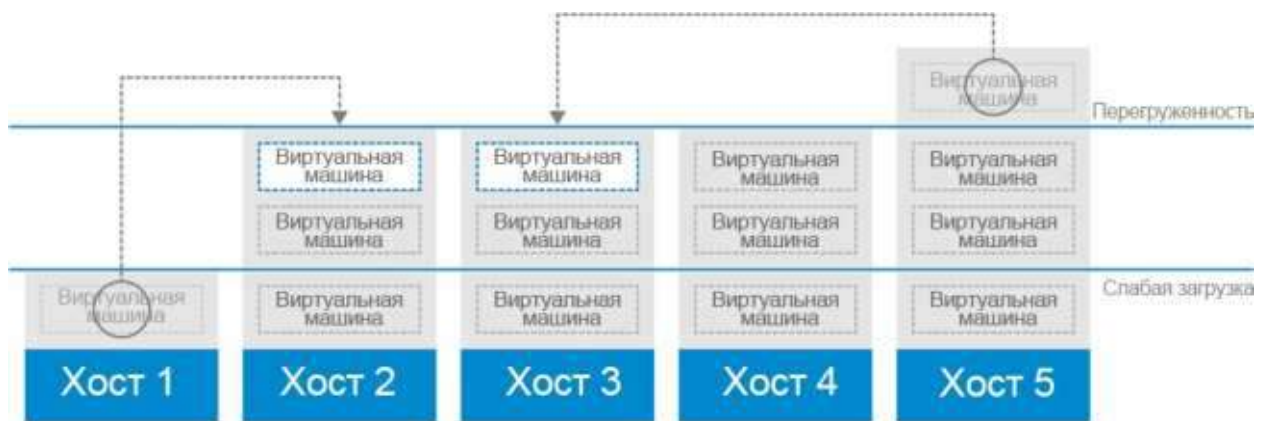 Виртуальная
машина
Перегруженность
Виртуальная
машина
Виртуальная
машина
Виртуальная
машина
Виртуальная
машина
Виртуальная
машина
Виртуальная
машина
Виртуальная
машина
Виртуальная
машина
Слабая загрузка
Виртуальная
машина
Виртуальная
машина
Виртуальная
машина
Виртуальная
машина
Виртуальная
машина
Хост 1
Хост 2
Хост 3
Хост 4
Хост 5